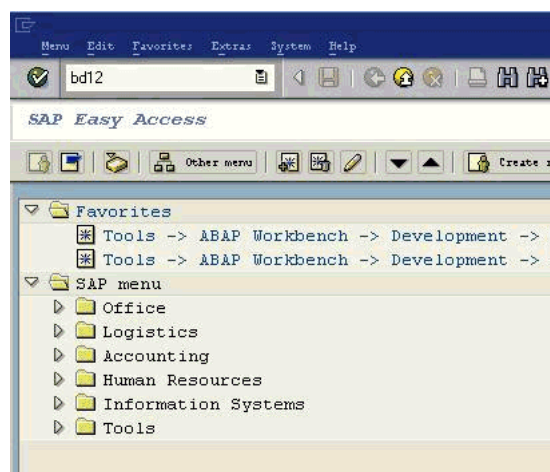 Menu Edit Favorites Extras System Help
bd12
SAP Easy Access
Other menu Create
Favorites
Tools -> ABAP Workbench -> Development ->
Tools -> ABAP Workbench -> Development ->
SAP menu
Office
Logistics
Accounting
Human Resources
Information Systems
Tools